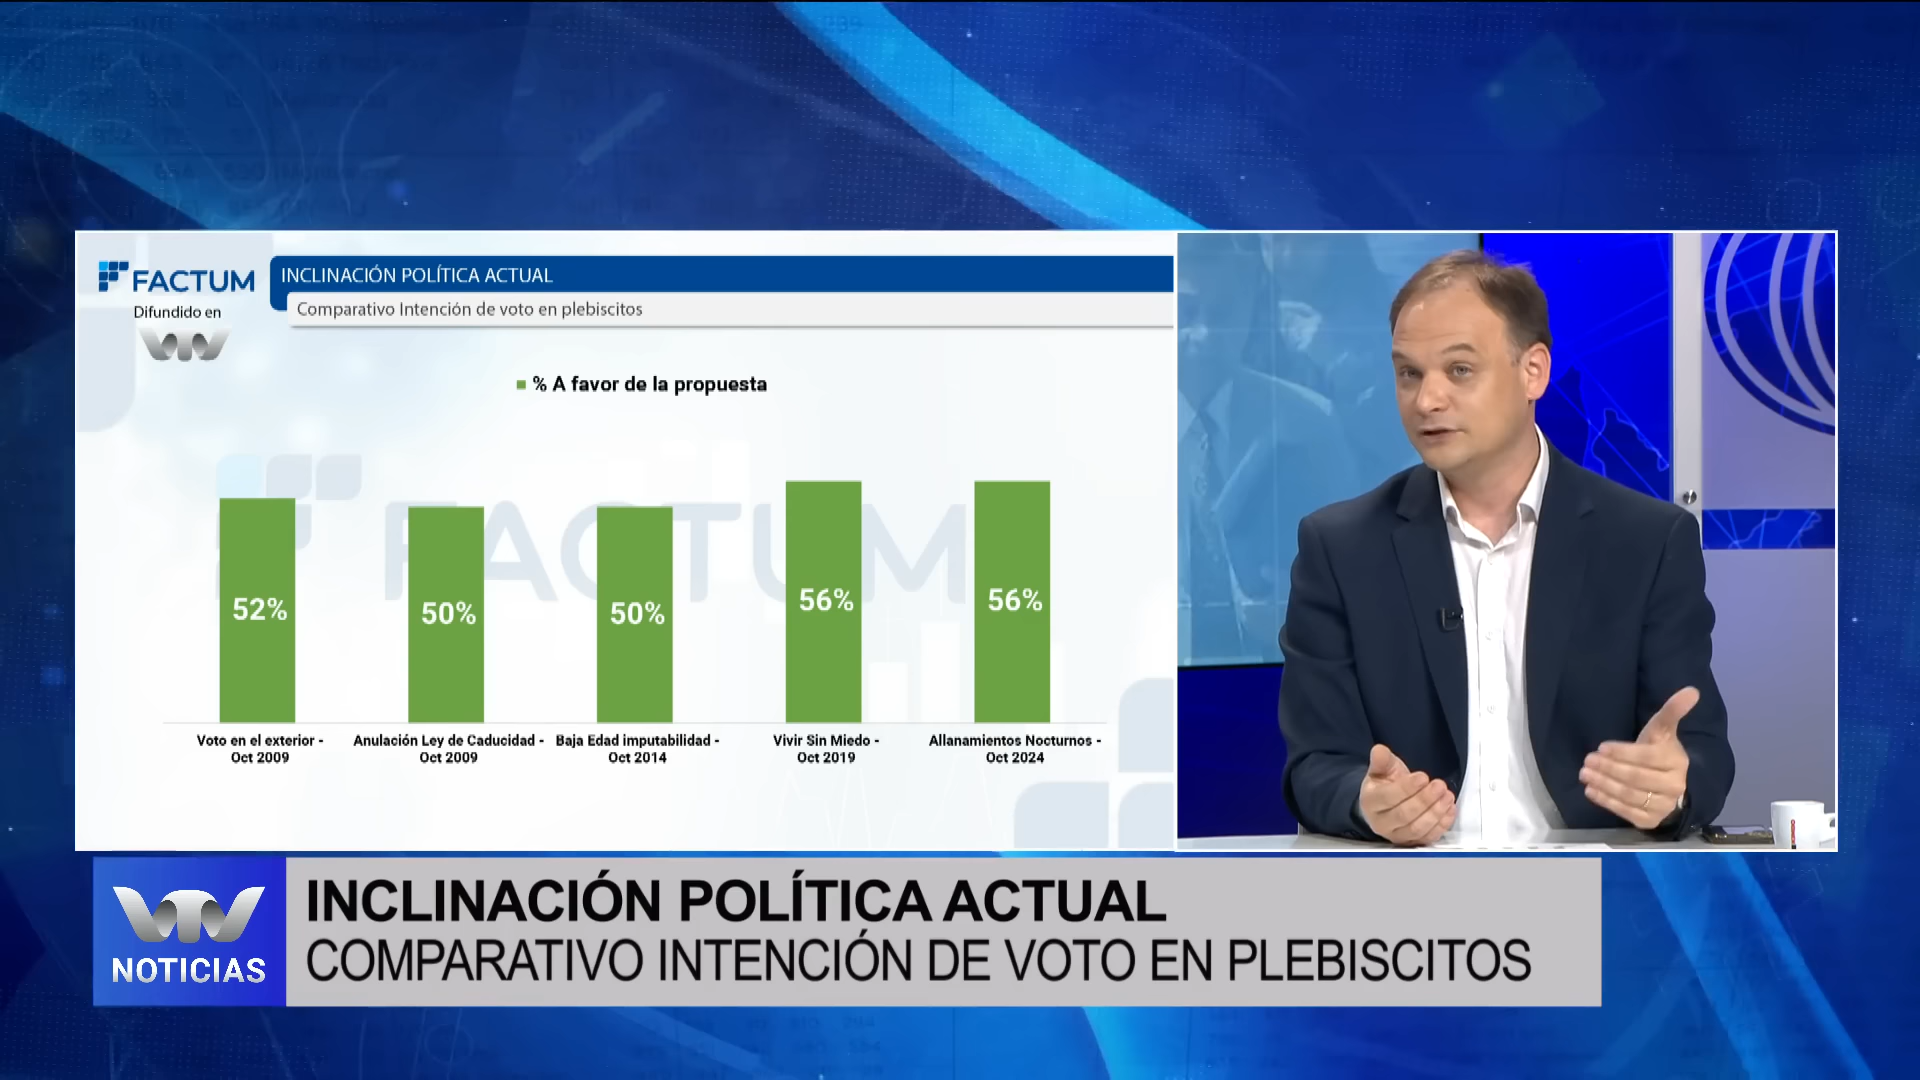 FACTUM
Difundido en
VTV
INCLINACIÓN POLÍTICA ACTUAL
Comparativo Intención de voto en plebiscitos
% A favor de la propuesta
FACTUM
52%
50%
50%
56%
56%
Voto en el exterior -
Oct 2009
Anulación Ley de Caducidad -
Oct 2009
Baja Edad imputabilidad -
Oct 2014
Vivir Sin Miedo -
Oct 2019
Allanamientos Nocturnos -
Oct 2024
VTV
NOTICIAS
INCLINACIÓN POLÍTICA ACTUAL
COMPARATIVO INTENCIÓN DE VOTO EN PLEBISCITOS